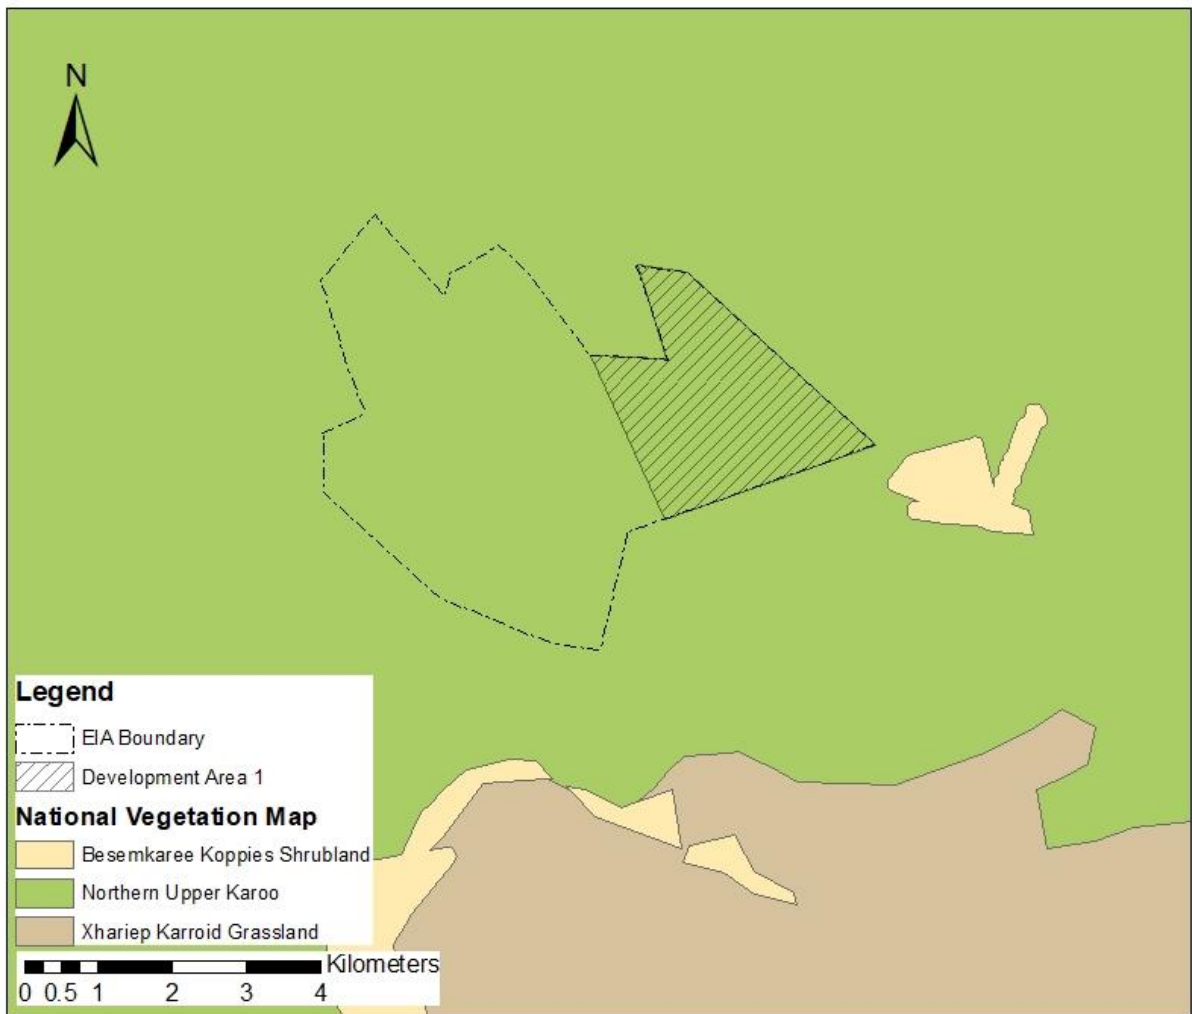 N
Legend
EIA Boundary
Development Area 1
National Vegetation Map
Besemkaree Koppies Shrubland
Northern Upper Karoo
Xhariep Karroid Grassland
Kilometers
0 0.5 1 2 3 4